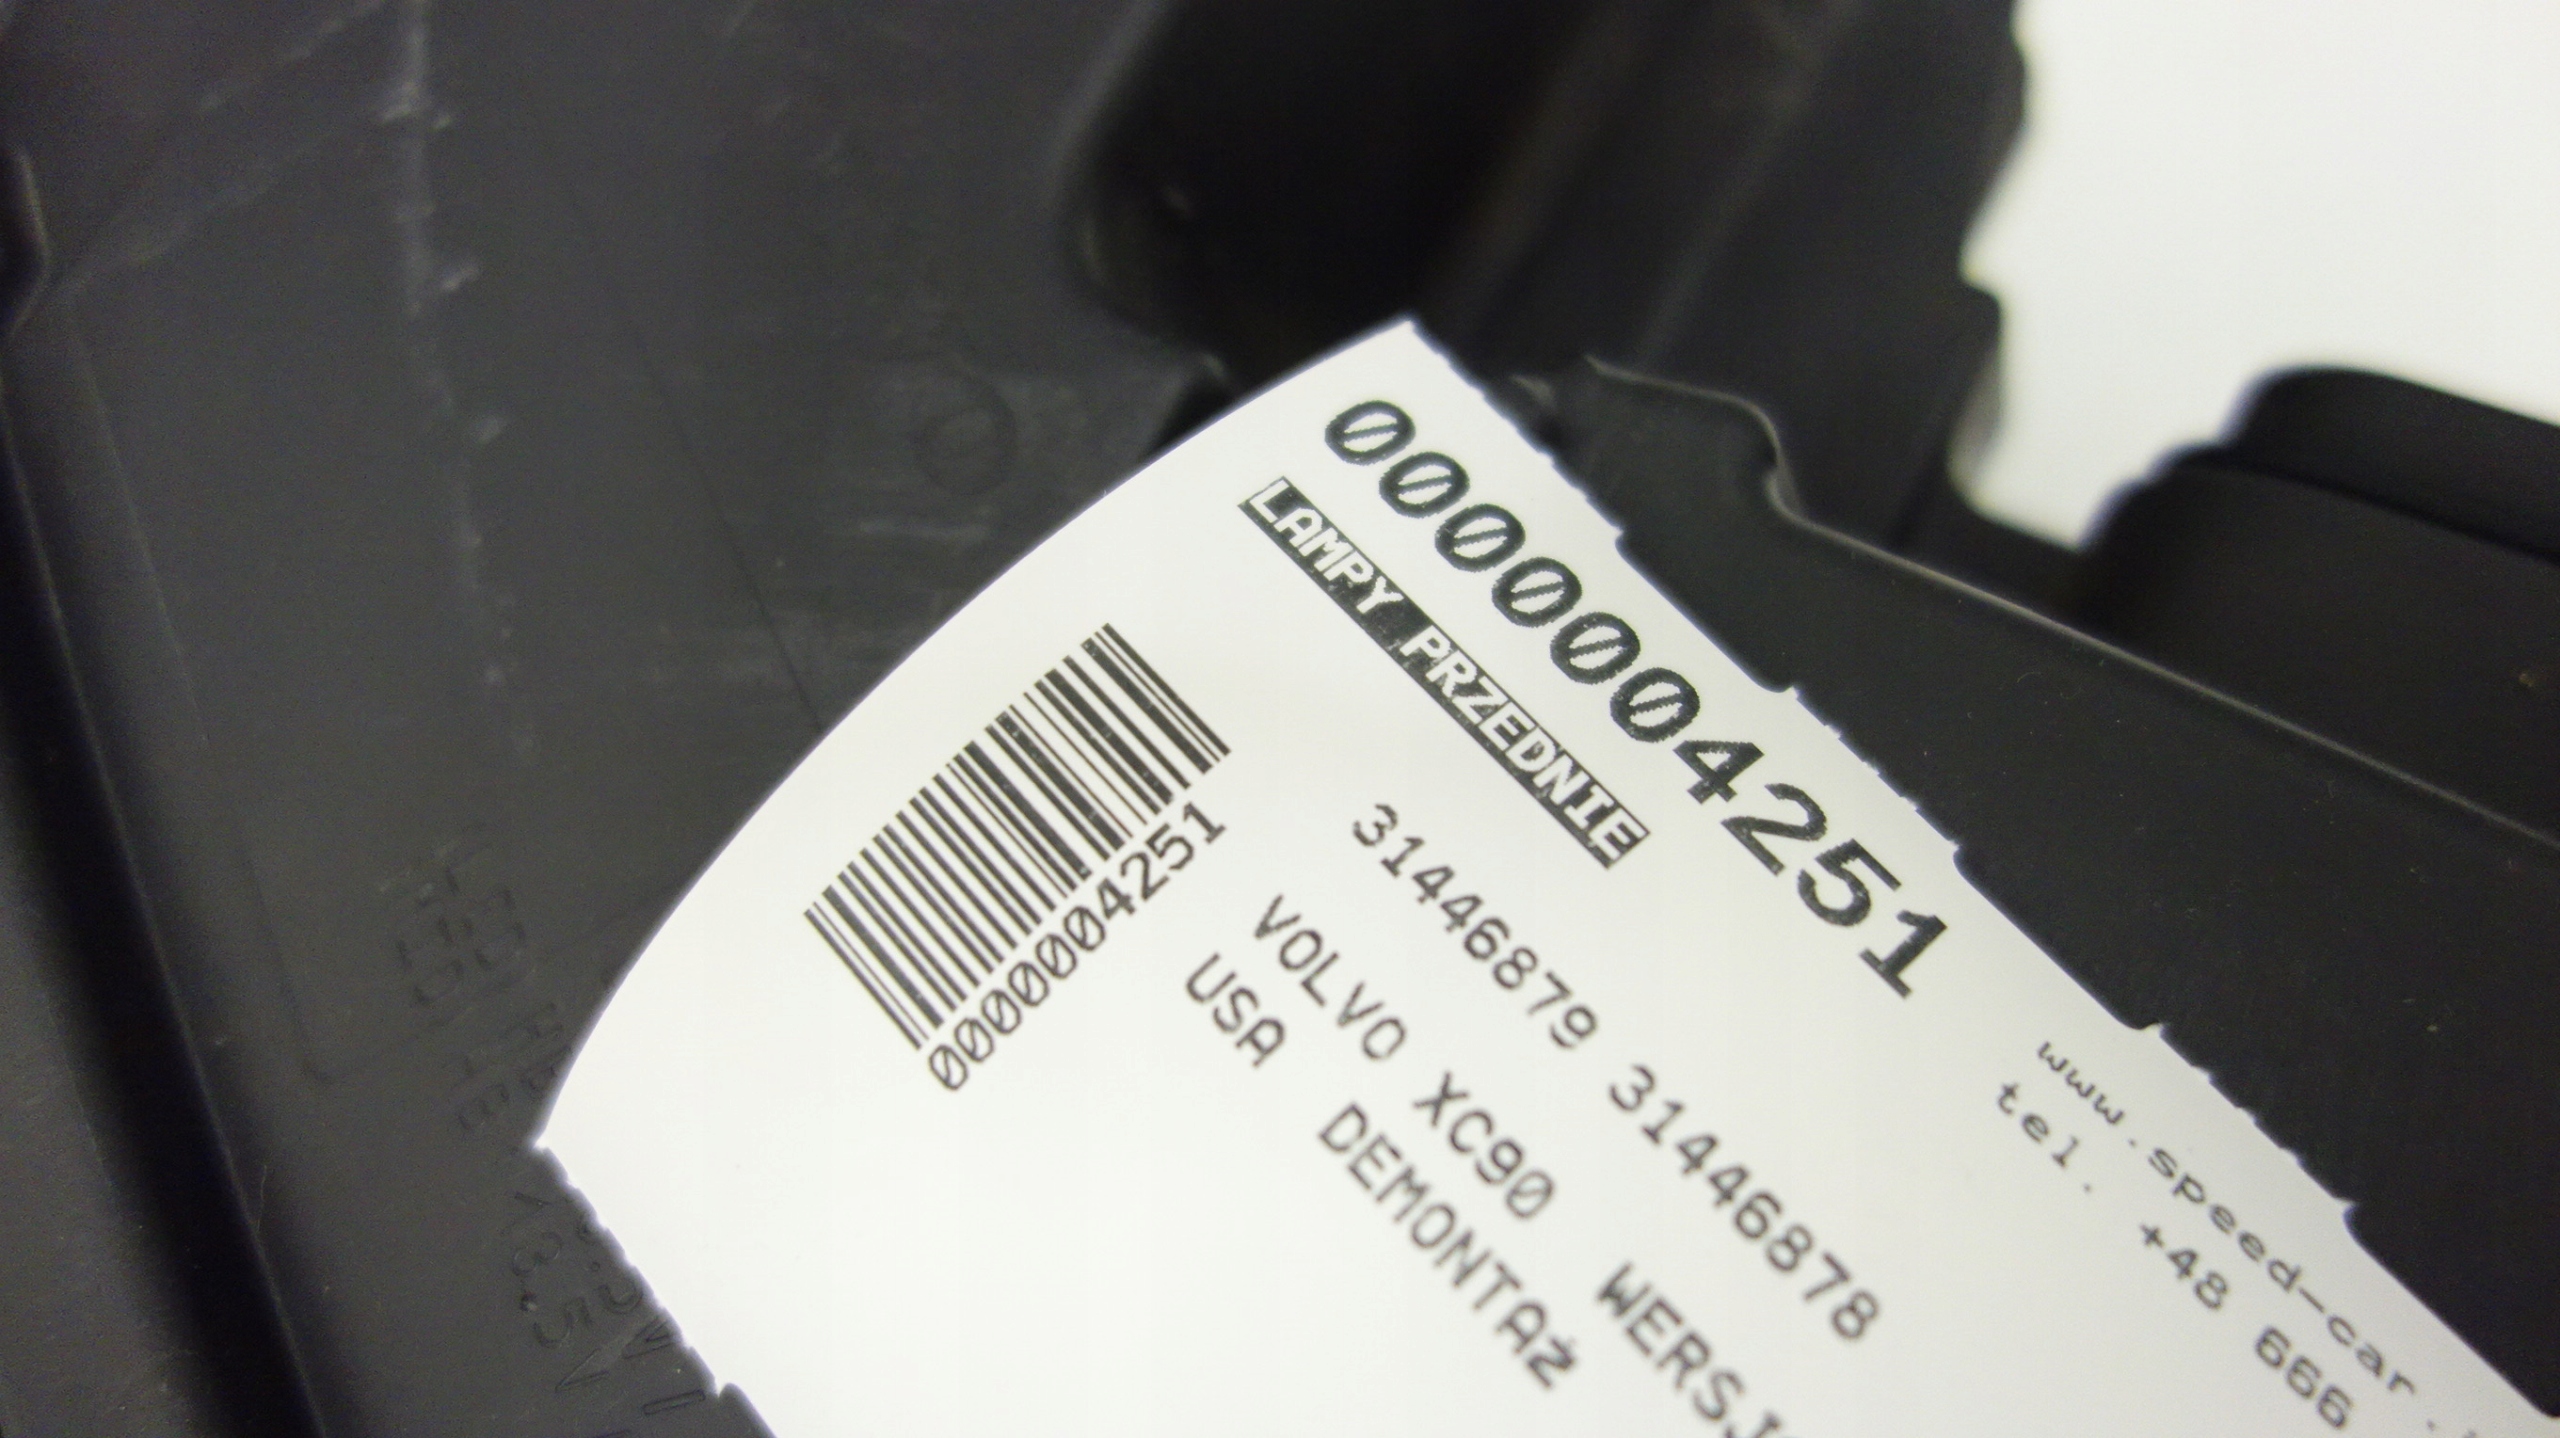 0000004251
LAMPY PRZEDNIE
0000004251
31446879 31446878
VOLVO XC90 WERSJ
USA DEMONTAŻ
www.speed-car.
tel. +48 666